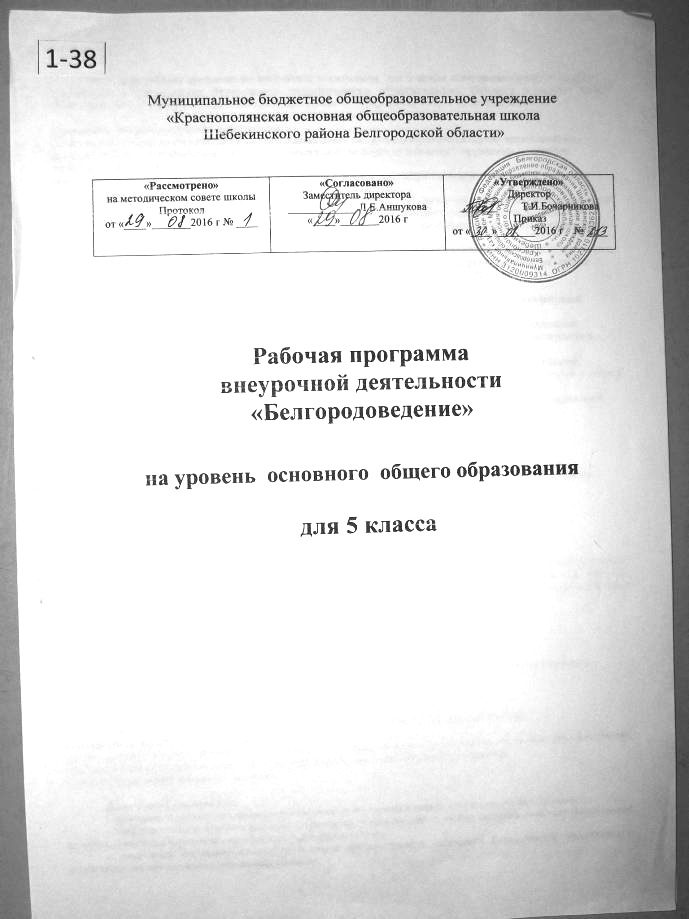 1-38
Муниципальное бюджетное общеобразовательное учреждение
«Краснополянская основная общеобразовательная школа
Шебекинского района Белгородской области»
«Рассмотрено»
на методическом совете школы
Протокол
от «29» 08 2016 г № 1
«Согласовано»
Заместитель директора
Л.Б.Аншукова
«29» 08 2016 г
«Утверждено»
Директор
Т.И.Бочарникова
Приказ
от «30» 08 2016 г №
Рабочая программа
внеурочной деятельности
«Белгородоведение»
на уровень основного общего образования
для 5 класса